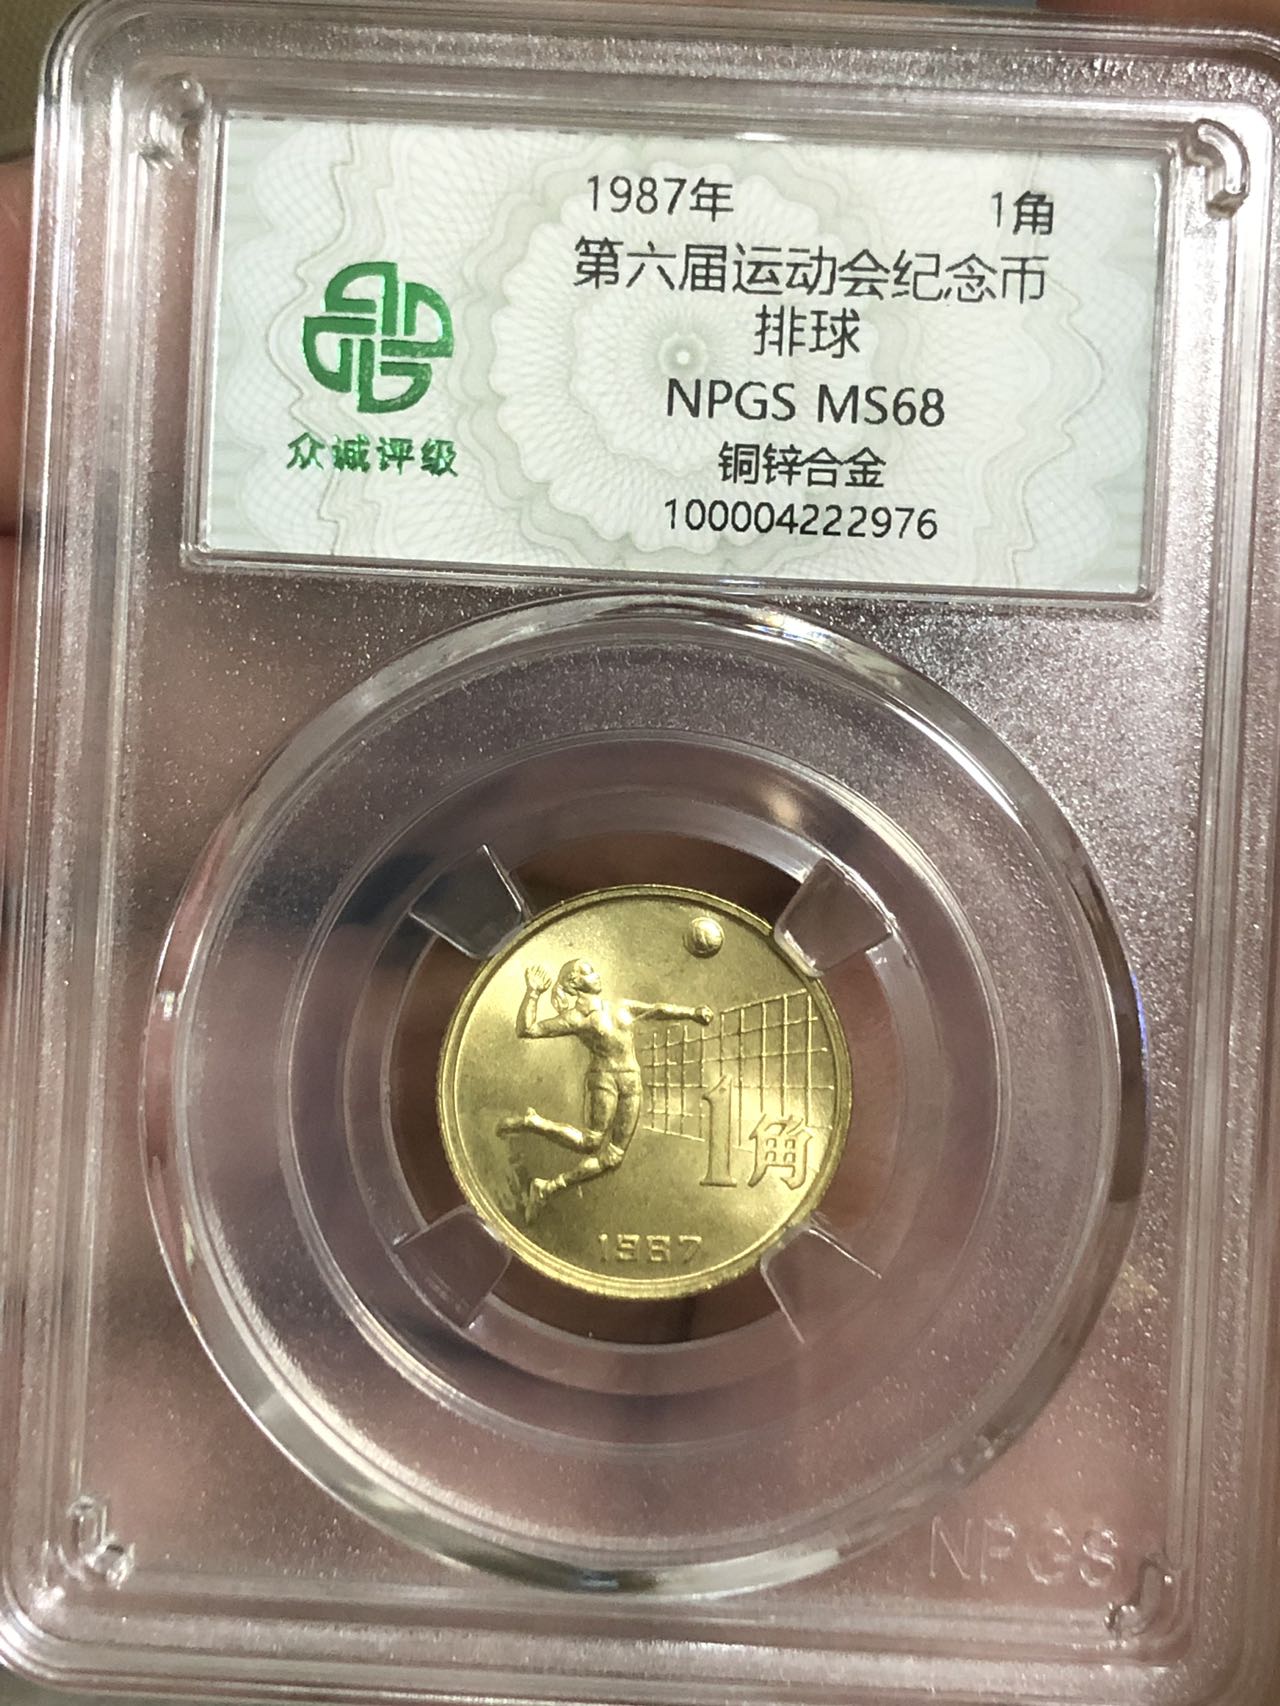 1987年 1角
第六届运动会纪念币
排球
NPGS MS68
铜锌合金
100004222976
众诚评级
1角
1987
NPGS